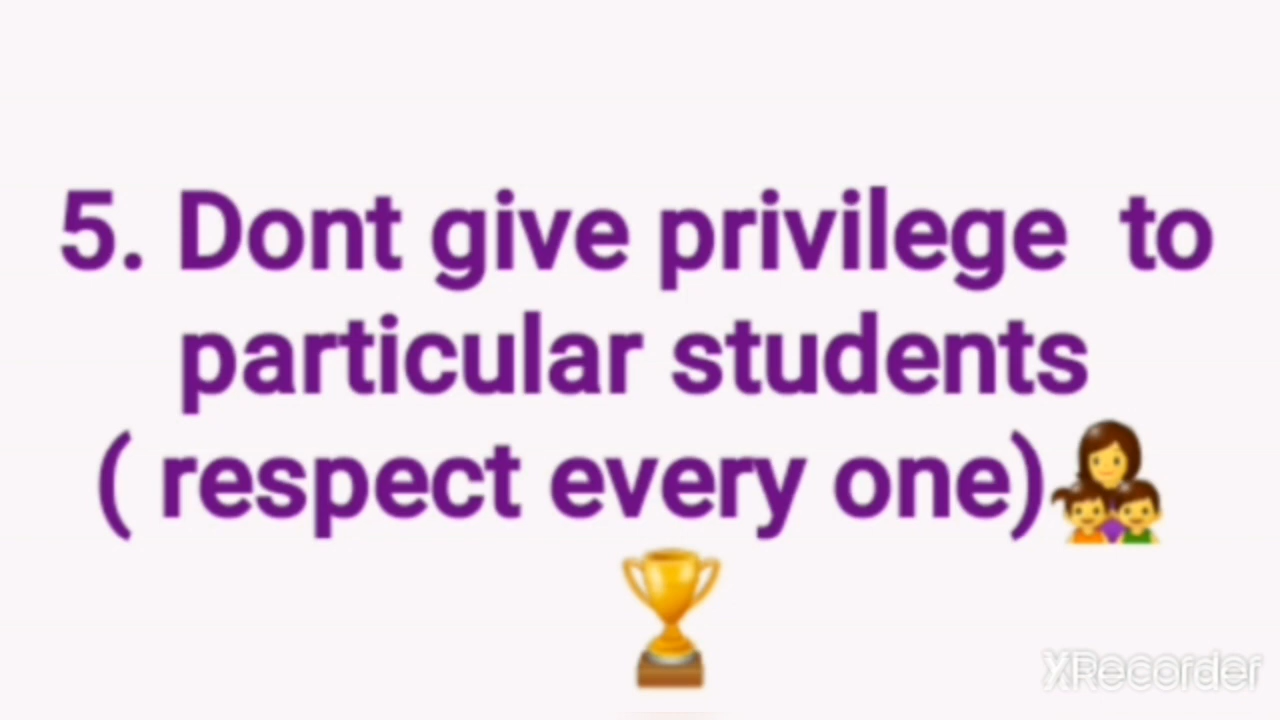 5. Dont give privilege  to
particular students
( respect every one)
XRecorder